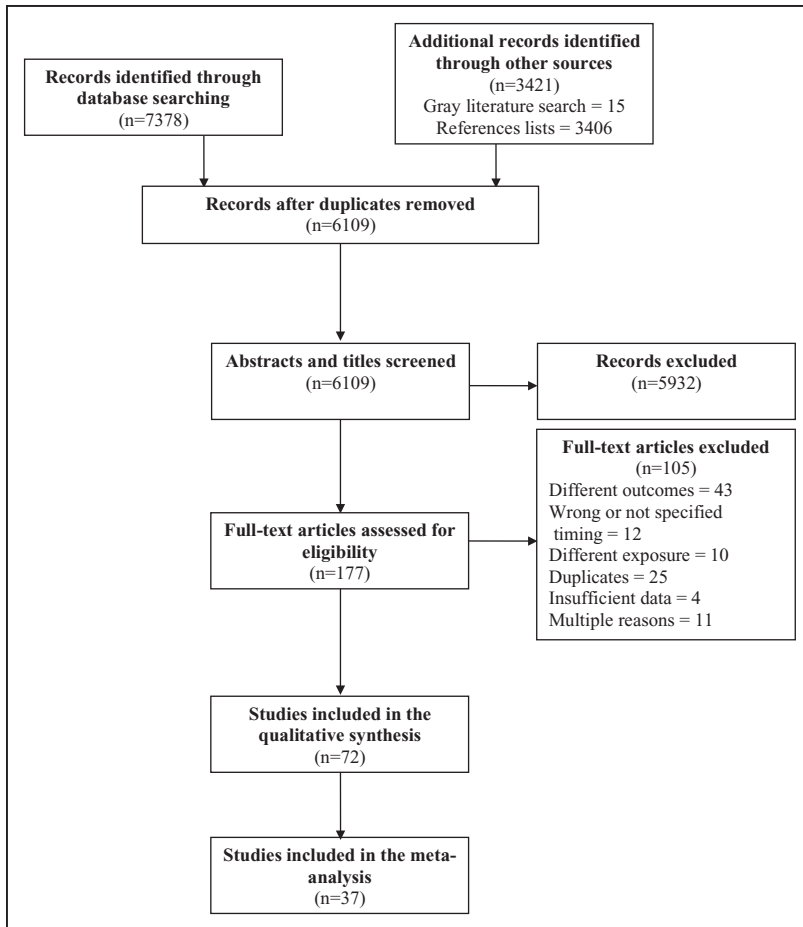 Records identified through
database searching
(n=7378)
Additional records identified
through other sources
(n=3421)
Gray literature search = 15
References lists = 3406
Records after duplicates removed
(n=6109)
Abstracts and titles screened
(n=6109)
Records excluded
(n=5932)
Full-text articles assessed for
eligibility
(n=177)
Full-text articles excluded
(n=105)
Different outcomes = 43
Wrong or not specified
timing = 12
Different exposure = 10
Duplicates = 25
Insufficient data = 4
Multiple reasons = 11
Studies included in the
qualitative synthesis
(n=72)
Studies included in the meta-
analysis
(n=37)